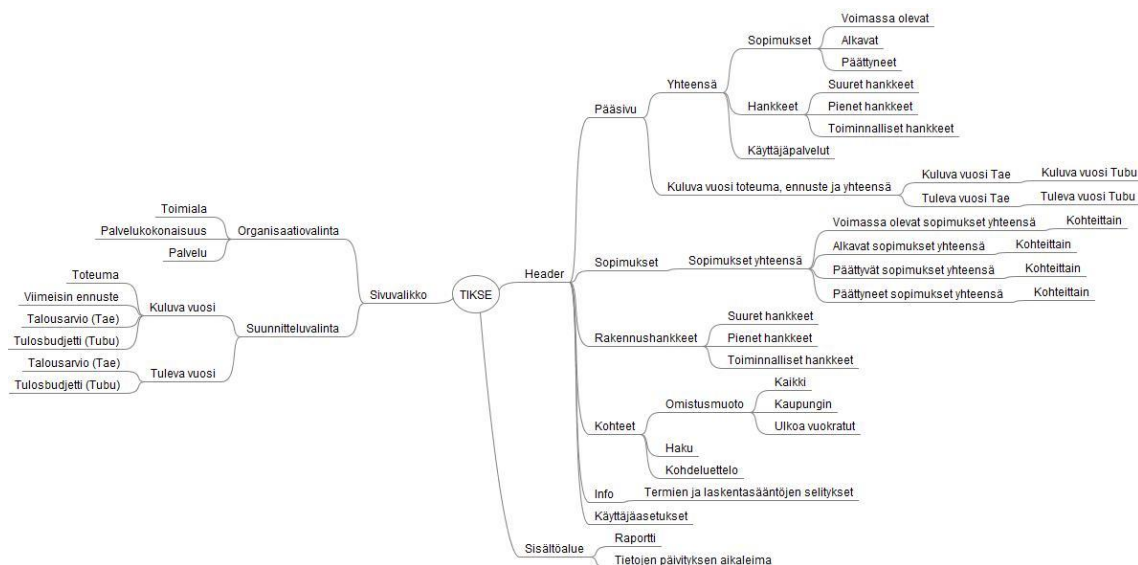 TIKSE
Sivuvalikko
Organisaatiovalinta
Toimiala
Palvelukokonaisuus
Palvelu
Suunnitteluvalinta
Kuluva vuosi
Toteuma
Viimeisin ennuste
Talousarvio (Tae)
Tulosbudjetti (Tubu)
Tuleva vuosi
Talousarvio (Tae)
Tulosbudjetti (Tubu)
Header
Pääsivu
Yhteensä
Sopimukset
Voimassa olevat
Alkavat
Päättyneet
Hankkeet
Suuret hankkeet
Pienet hankkeet
Toiminnalliset hankkeet
Käyttäjäpalvelut
Kuluva vuosi toteuma, ennuste ja yhteensä
Kuluva vuosi Tae
Kuluva vuosi Tubu
Tuleva vuosi Tae
Tuleva vuosi Tubu
Sopimukset
Sopimukset yhteensä
Voimassa olevat sopimukset yhteensä
Kohteittain
Alkavat sopimukset yhteensä
Kohteittain
Päättyvät sopimukset yhteensä
Kohteittain
Päättyneet sopimukset yhteensä
Kohteittain
Rakennushankkeet
Suuret hankkeet
Pienet hankkeet
Toiminnalliset hankkeet
Kohteet
Omistusmuoto
Kaikki
Kaupungin
Ulkoa vuokratut
Haku
Kohdeluettelo
Info
Termien ja laskentasääntöjen selitykset
Käyttäjäasetukset
Sisältöalue
Raportti
Tietojen päivityksen aikaleima